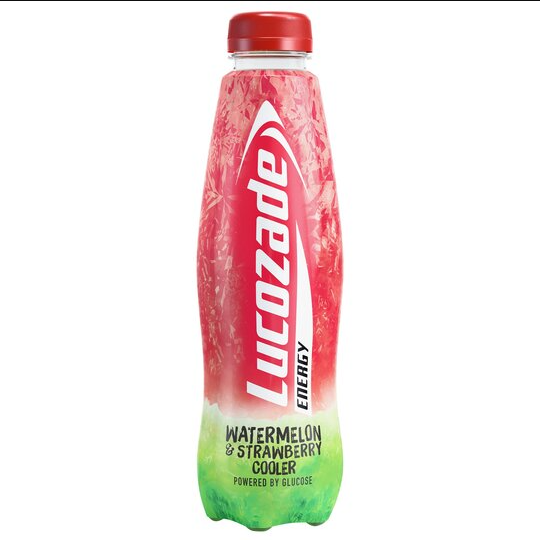 Lucozade
ENERGY
WATERMELON
& STRAWBERRY
COOLER
POWERED BY GLUCOSE